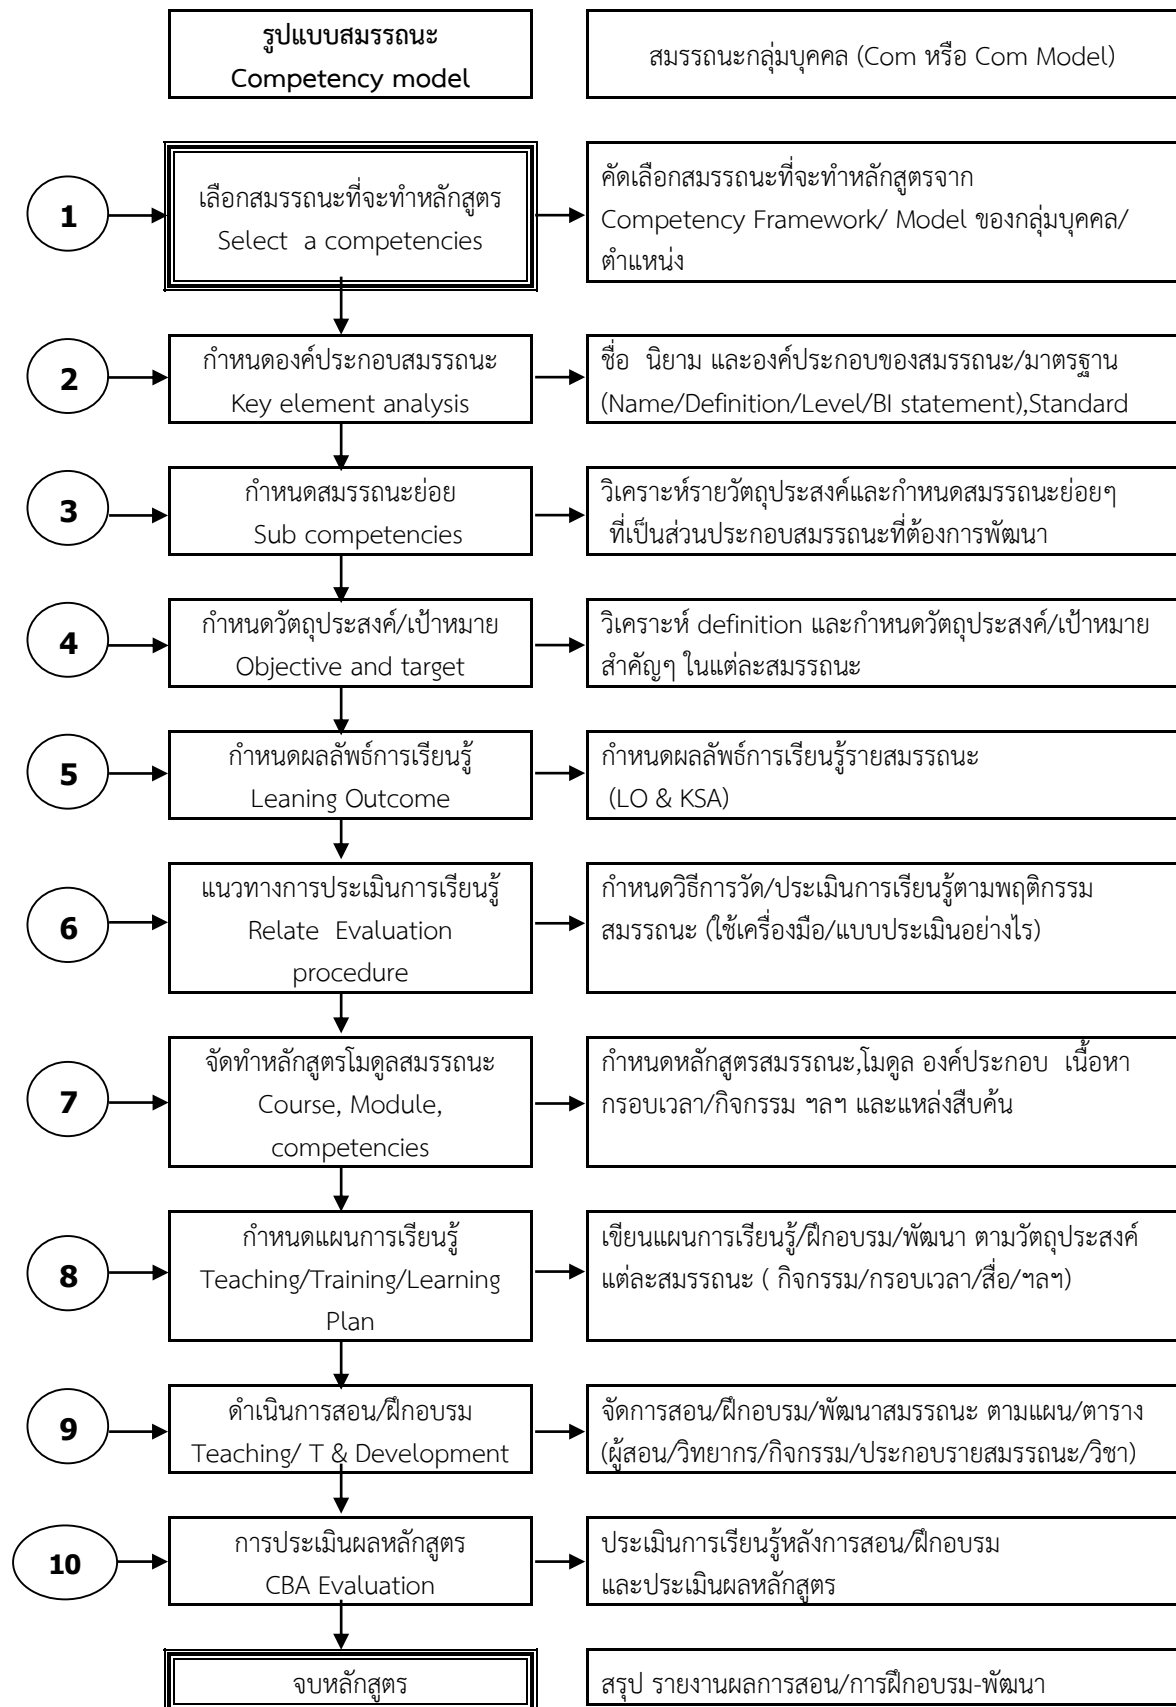 รูปแบบสมรรถนะ
Competency model
สมรรถนะกลุ่มบุคคล (Com หรือ Com Model)
1
เลือกสมรรถนะที่จะทำหลักสูตร
Select a competencies
คัดเลือกสมรรถนะที่จะทำหลักสูตรจาก
Competency Framework/ Model ของกลุ่มบุคคล/
ตำแหน่ง
2
กำหนดองค์ประกอบสมรรถนะ
Key element analysis
ชื่อ นิยาม และองค์ประกอบของสมรรถนะ/มาตรฐาน
(Name/Definition/Level/BI statement),Standard
3
กำหนดสมรรถนะย่อย
Sub competencies
วิเคราะห์รายวัตถุประสงค์และกำหนดสมรรถนะย่อยๆ
ที่เป็นส่วนประกอบสมรรถนะที่ต้องการพัฒนา
4
กำหนดวัตถุประสงค์/เป้าหมาย
Objective and target
วิเคราะห์ definition และกำหนดวัตถุประสงค์/เป้าหมาย
สำคัญๆ ในแต่ละสมรรถนะ
5
กำหนดผลลัพธ์การเรียนรู้
Leaning Outcome
กำหนดผลลัพธ์การเรียนรู้รายสมรรถนะ
(LO & KSA)
6
แนวทางการประเมินการเรียนรู้
Relate Evaluation
procedure
กำหนดวิธีการวัด/ประเมินการเรียนรู้ตามพฤติกรรม
สมรรถนะ (ใช้เครื่องมือ/แบบประเมินอย่างไร)
7
จัดทำหลักสูตรโมดูลสมรรถนะ
Course, Module,
competencies
กำหนดหลักสูตรสมรรถนะ,โมดูล องค์ประกอบ เนื้อหา
กรอบเวลา/กิจกรรม ฯลฯ และแหล่งสืบค้น
8
กำหนดแผนการเรียนรู้
Teaching/Training/Learning
Plan
เขียนแผนการเรียนรู้/ฝึกอบรม/พัฒนา ตามวัตถุประสงค์
แต่ละสมรรถนะ ( กิจกรรม/กรอบเวลา/สื่อ/ฯลฯ)
9
ดำเนินการสอน/ฝึกอบรม
Teaching/ T & Development
จัดการสอน/ฝึกอบรม/พัฒนาสมรรถนะ ตามแผน/ตาราง
(ผู้สอน/วิทยากร/กิจกรรม/ประกอบรายสมรรถนะ/วิชา)
10
การประเมินผลหลักสูตร
CBA Evaluation
ประเมินการเรียนรู้หลังการสอน/ฝึกอบรม
และประเมินผลหลักสูตร
จบหลักสูตร
สรุป รายงานผลการสอน/การฝึกอบรม-พัฒนา